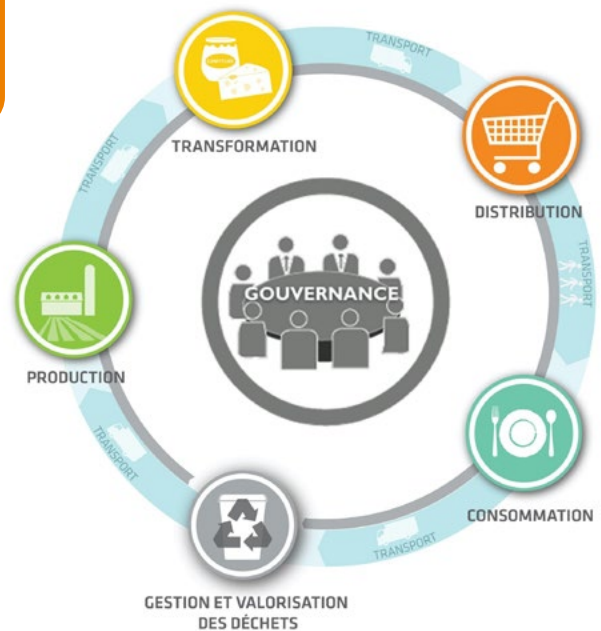 TRANSPORT
TRANSFORMATION
TRANSPORT
DISTRIBUTION
TRANSPORT
GOUVERNANCE
PRODUCTION
TRANSPORT
CONSOMMATION
TRANSPORT
GESTION ET VALORISATION
DES DÉCHETS